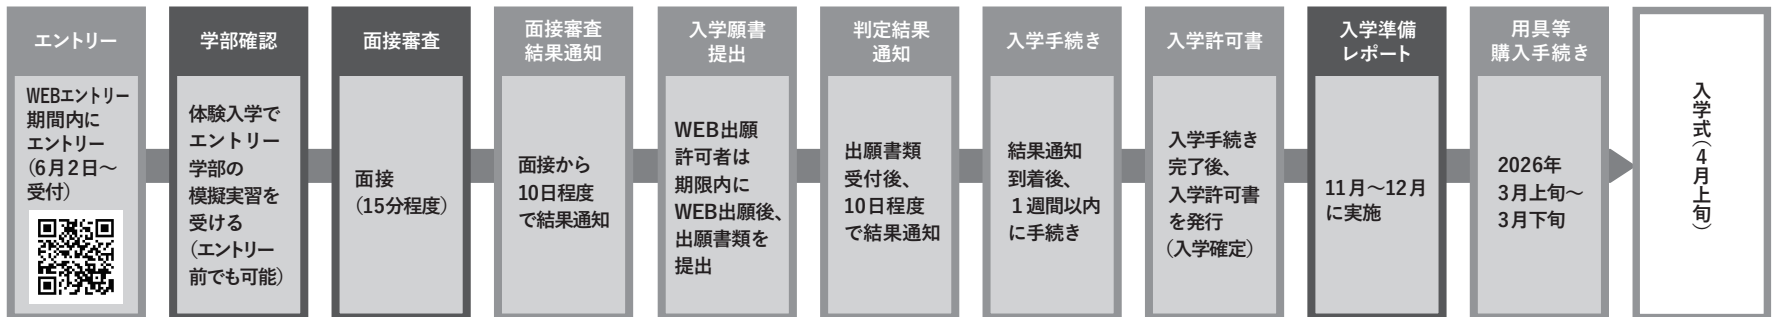 エントリー
WEBエントリー
期間内に
エントリー
(6月2日〜
受付)
学部確認
体験入学で
エントリー
学部の
模擬実習を
受ける
(エントリー
前でも可能)
面接審査
面接
(15分程度)
面接審査
結果通知
面接から
10日程度
で結果通知
入学願書
提出
WEB出願
許可者は
期限内に
WEB出願後、
出願書類を
提出
判定結果
通知
出願書類
受付後、
10日程度
で結果通知
入学手続き
結果通知
到着後、
1週間以内
に手続き
入学許可書
入学手続き
完了後、
入学許可書
を発行
(入学確定)
入学準備
レポート
11月〜12月
に実施
用具等
購入手続き
2026年
3月上旬〜
3月下旬
入学式(4月上旬)